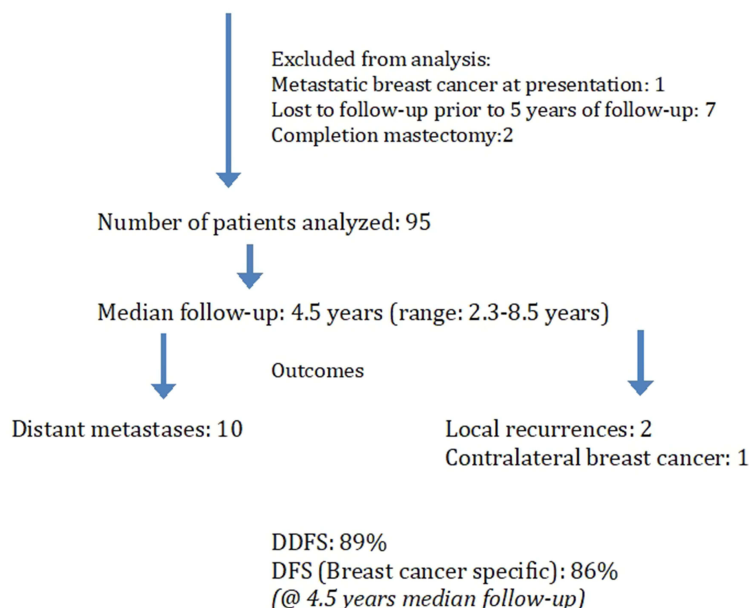 Excluded from analysis:
Metastatic breast cancer at presentation: 1
Lost to follow-up prior to 5 years of follow-up: 7
Completion mastectomy:2
Number of patients analyzed: 95
Median follow-up: 4.5 years (range: 2.3-8.5 years)
Outcomes
Distant metastases: 10
Local recurrences: 2
Contralateral breast cancer: 1
DDFS: 89%
DFS (Breast cancer specific): 86%
(@ 4.5 years median follow-up)